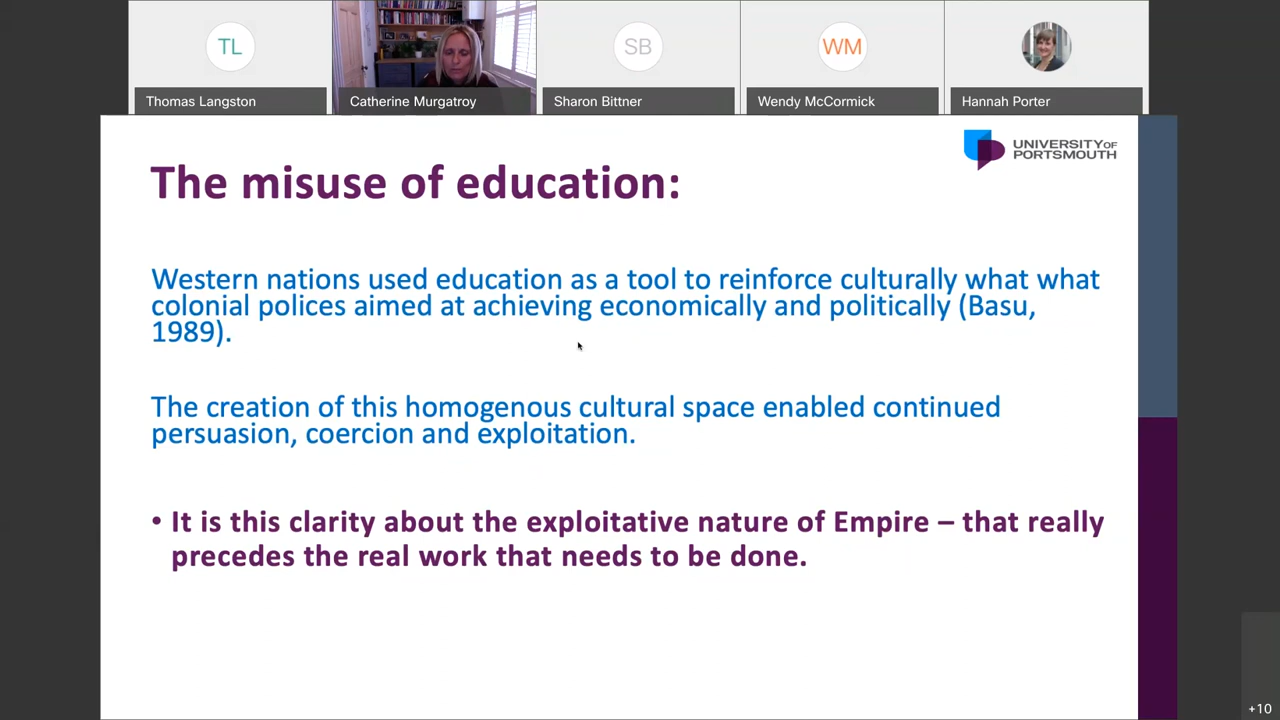 TL
SB
WM
Thomas Langston
Catherine Murgatroy
Sharon Bittner
Wendy McCormick
Hannah Porter
UNIVERSITY OF
PORTSMOUTH
The misuse of education:
Western nations used education as a tool to reinforce culturally what what
colonial polices aimed at achieving economically and politically (Basu,
1989).
The creation of this homogenous cultural space enabled continued
persuasion, coercion and exploitation.
• It is this clarity about the exploitative nature of Empire – that really
precedes the real work that needs to be done.
+10